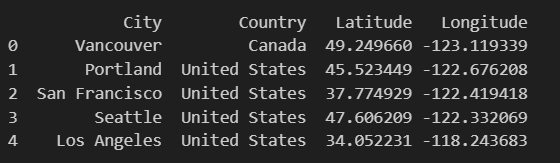 City Country Latitude Longitude
0 Vancouver Canada 49.249660 -123.119339
1 Portland United States 45.523449 -122.676208
2 San Francisco United States 37.774929 -122.419418
3 Seattle United States 47.606209 -122.332069
4 Los Angeles United States 34.052231 -118.243683